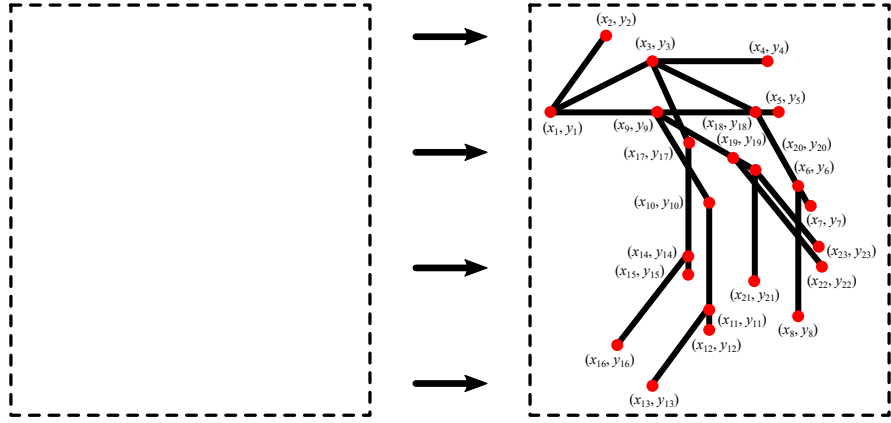 (x2, y2)
(x3, y3)
(x4, y4)
(x5, y5)
(x1, y1)
(x9, y9)
(x18, y18)
(x19, y19)
(x20, y20)
(x17, y17)
(x6, y6)
(x10, y10)
(x7, y7)
(x14, y14)
(x23, y23)
(x15, y15)
(x22, y22)
(x21, y21)
(x11, y11)
(x8, y8)
(x12, y12)
(x16, y16)
(x13, y13)